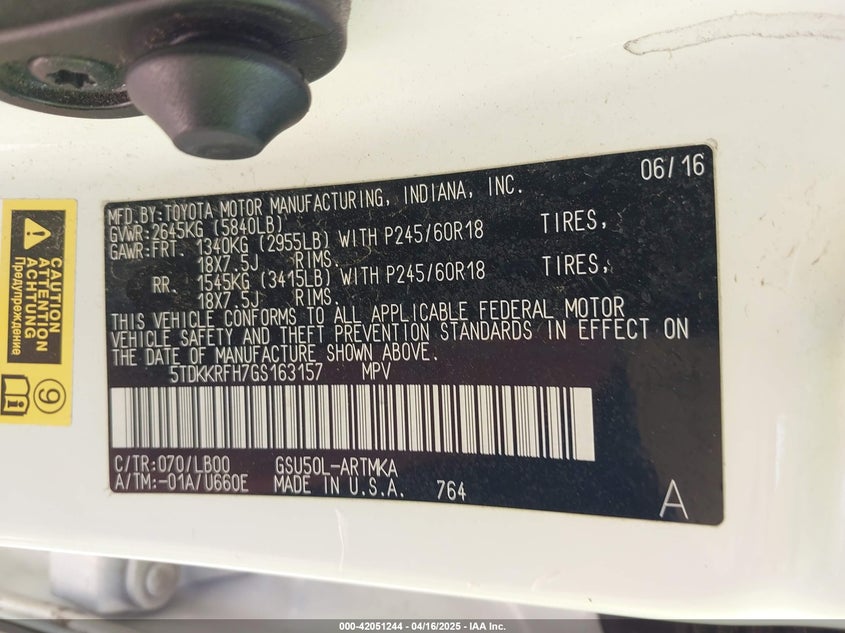 06/16
MFD.BY:TOYOTA MOTOR MANUFACTURING, INDIANA, INC.
GVWR:2645KG (5840LB)
GAWR:FRT. 1340KG (2955LB) WITH P245/60R18 TIRES,
18X7.5J RIMS.
RR. 1545KG (3415LB) WITH P245/60R18 TIRES,
18X7.5J RIMS.
THIS VEHICLE CONFORMS TO ALL APPLICABLE FEDERAL MOTOR
VEHICLE SAFETY AND THEFT PREVENTION STANDARDS IN EFFECT ON
THE DATE OF MANUFACTURE SHOWN ABOVE.
5TDKKRFH7GS163157 MPV
C/TR:070/LB00 GSU50L-ARTMKA
A/TM:-01A/U660E MADE IN U.S.A. 764
A
CAUTION
ATTENTION
ACHTUNG
Предупреждение
9
000-42051244 / 04/16/2025 - IAA Inc.